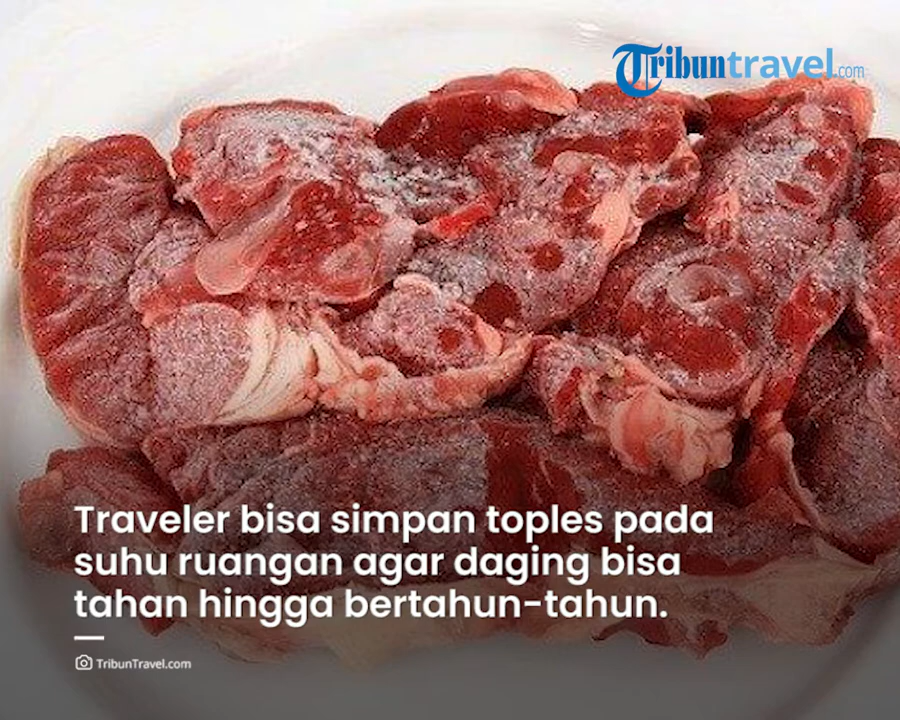 Tribuntravel.com
Traveler bisa simpan toples pada
suhu ruangan agar daging bisa
tahan hingga bertahun-tahun.
TribunTravel.com